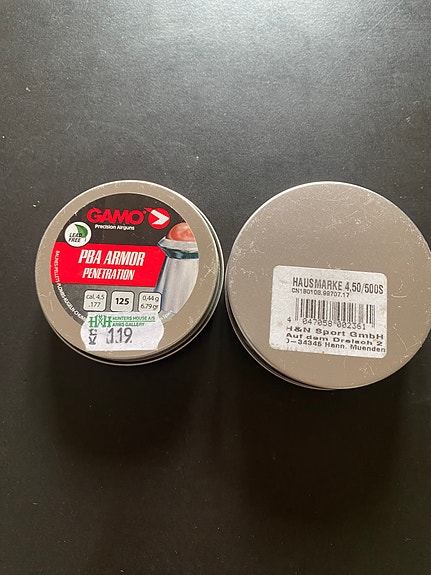 GAMO
Precision Airguns
LEAD
FREE
PBA ARMOR
PENETRATION
cal. 4,5
.177
125
0,44 g
6.79 gr
H&H HUNTERS HOUSE A/S
ARMS GALLERY
119.
HAUSMARKE 4,50/500S
CN180108.98707.17
4 047058 002361
H&N Sport GmbH
Auf dem Dreisch 2
D-34346 Hann. Muenden